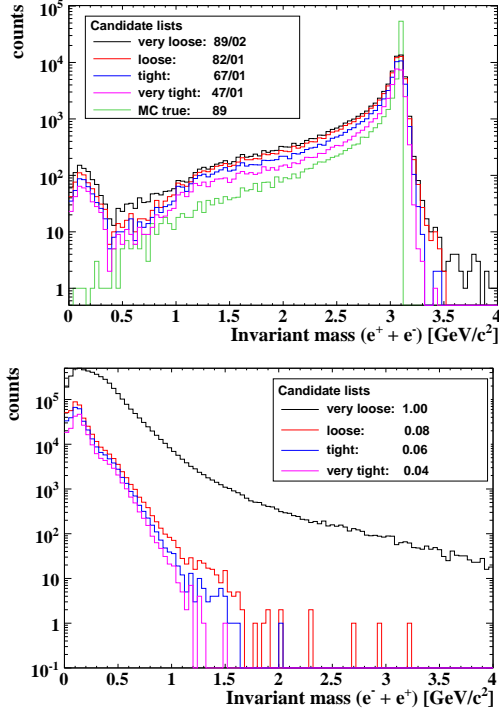 counts
10^5
10^4
10^3
10^2
10
1
Candidate lists
very loose: 89/02
loose: 82/01
tight: 67/01
very tight: 47/01
MC true: 89
0 0.5 1 1.5 2 2.5 3 3.5 4
Invariant mass (e^+ + e^-) [GeV/c^2]
counts
10^5
10^4
10^3
10^2
10
1
10^-1
Candidate lists
very loose: 1.00
loose: 0.08
tight: 0.06
very tight: 0.04
0 0.5 1 1.5 2 2.5 3 3.5 4
Invariant mass (e^- + e^+) [GeV/c^2]